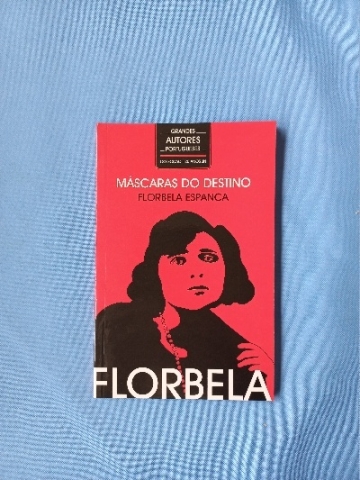 GRANDES
AUTORES
PORTUGUESES
MÁSCARAS DO DESTINO
FLORBELA ESPANCA
FLORBELA